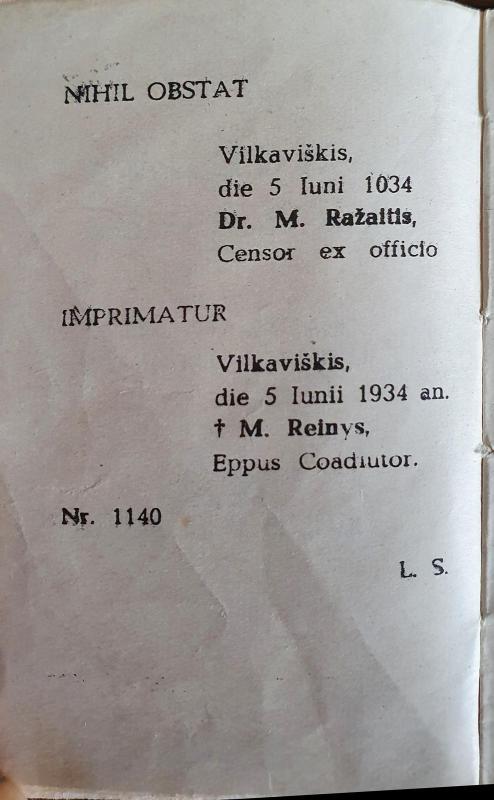 NIHIL OBSTAT
Vilkaviškis,
die 5 Iuni 1034
Dr. M. Ražaitis,
Censor ex officio
IMPRIMATUR
Vilkaviškis,
die 5 Iunii 1934 an.
† M. Reinys,
Eppus Coadiutor.
Nr. 1140
L. S.